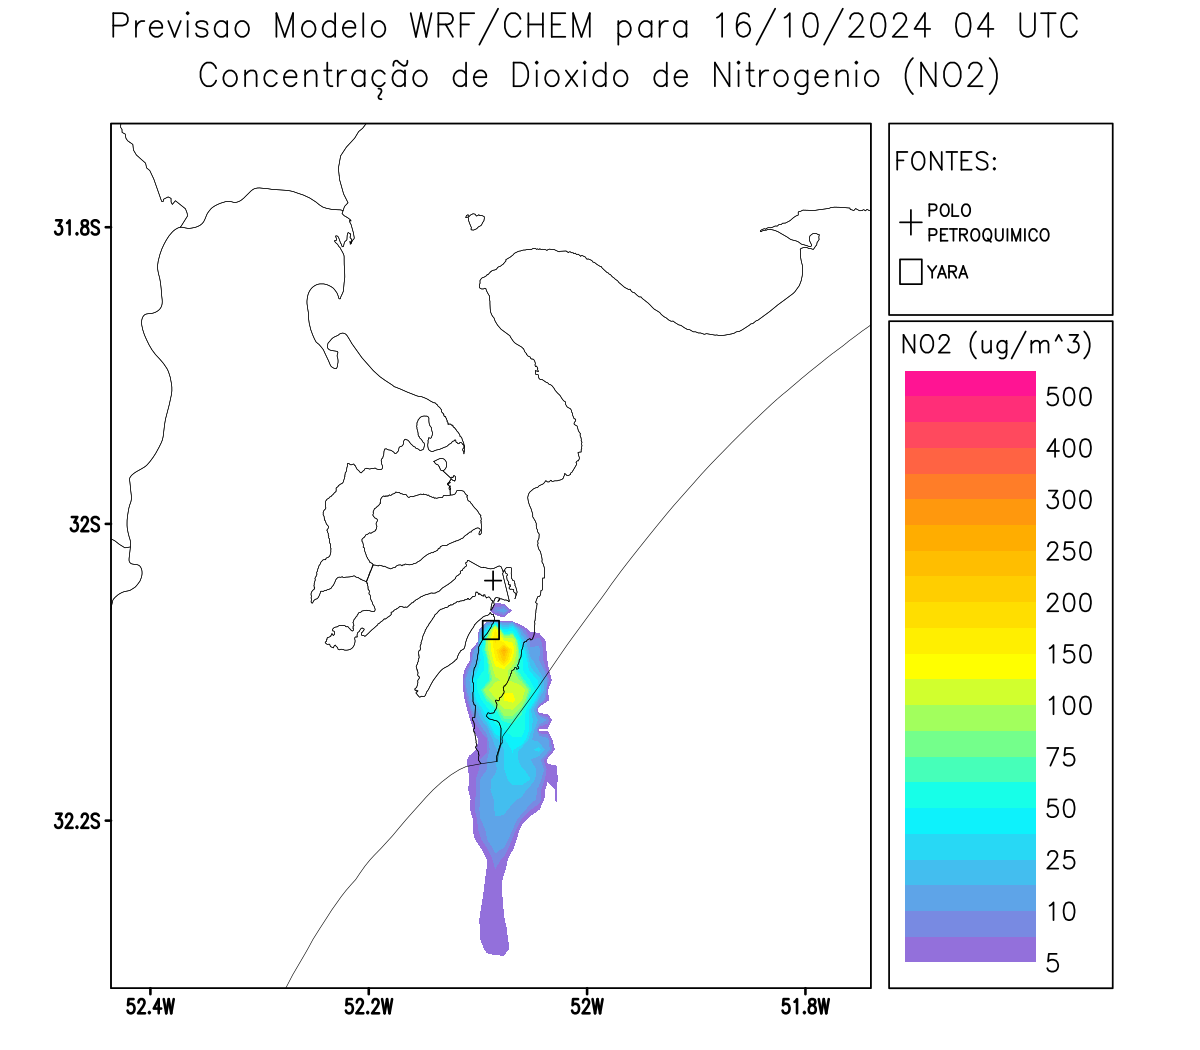 Previsao Modelo WRF/CHEM para 16/10/2024 04 UTC
Concentração de Dioxido de Nitrogenio (NO2)
FONTES:
POLO
PETROQUIMICO
YARA
NO2 (ug/m^3)
500
400
300
250
200
150
100
75
50
25
10
5
31.8S
32S
32.2S
52.4W
52.2W
52W
51.8W